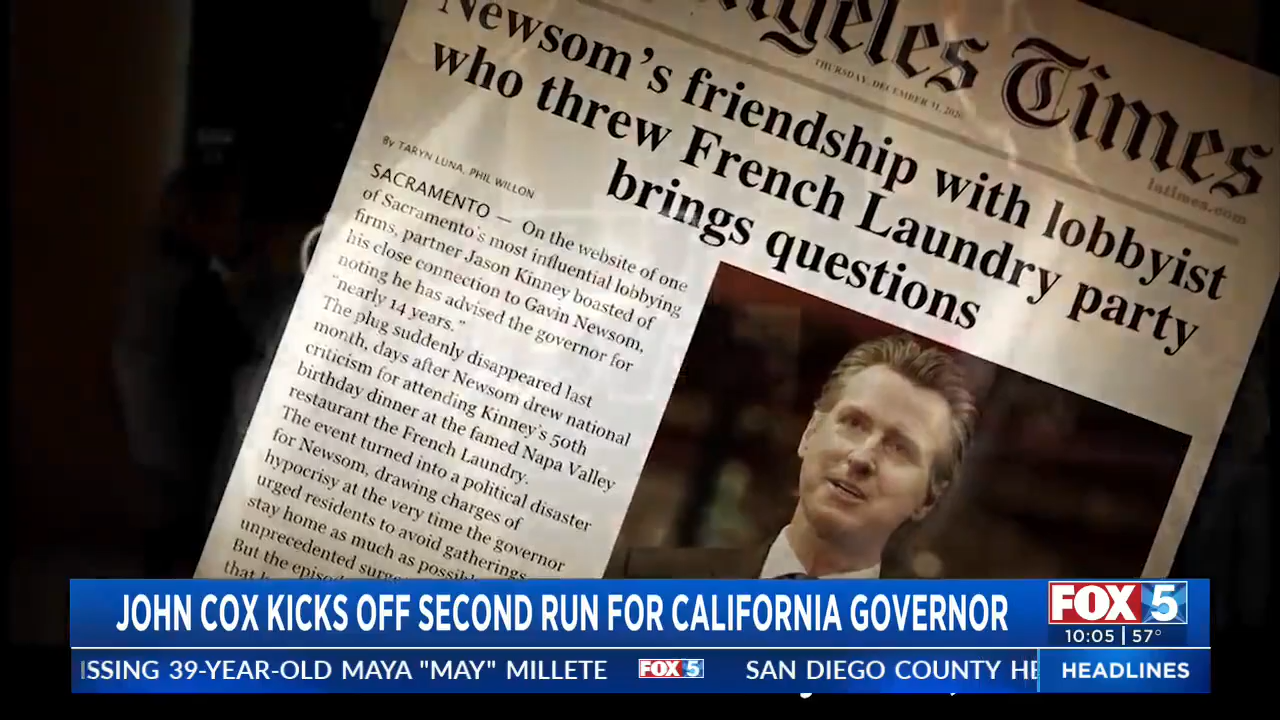 Angeles Times
THURSDAY, DECEMBER 31, 202
latimes.com
Newsom's friendship with lobbyist
who threw French Laundry party
brings questions
By TARYN LUNA, PHIL WILLON
SACRAMENTO — On the website of one
of Sacramento's most influential lobbying
firms, partner Jason Kinney boasted of
his close connection to Gavin Newsom,
noting he has advised the governor for
"nearly 14 years."
The plug suddenly disappeared last
month, days after Newsom drew national
criticism for attending Kinney's 50th
birthday dinner at the famed Napa Valley
restaurant the French Laundry.
The event turned into a political disaster
for Newsom, drawing charges of
hypocrisy at the very time the governor
urged residents to avoid gatherings
stay home as much as possibl
unprecedented surge
But the episod
that
JOHN COX KICKS OFF SECOND RUN FOR CALIFORNIA GOVERNOR
FOX 5
10:05 | 57°
ISSING 39-YEAR-OLD MAYA "MAY" MILLETE FOX 5 SAN DIEGO COUNTY HE
HEADLINES